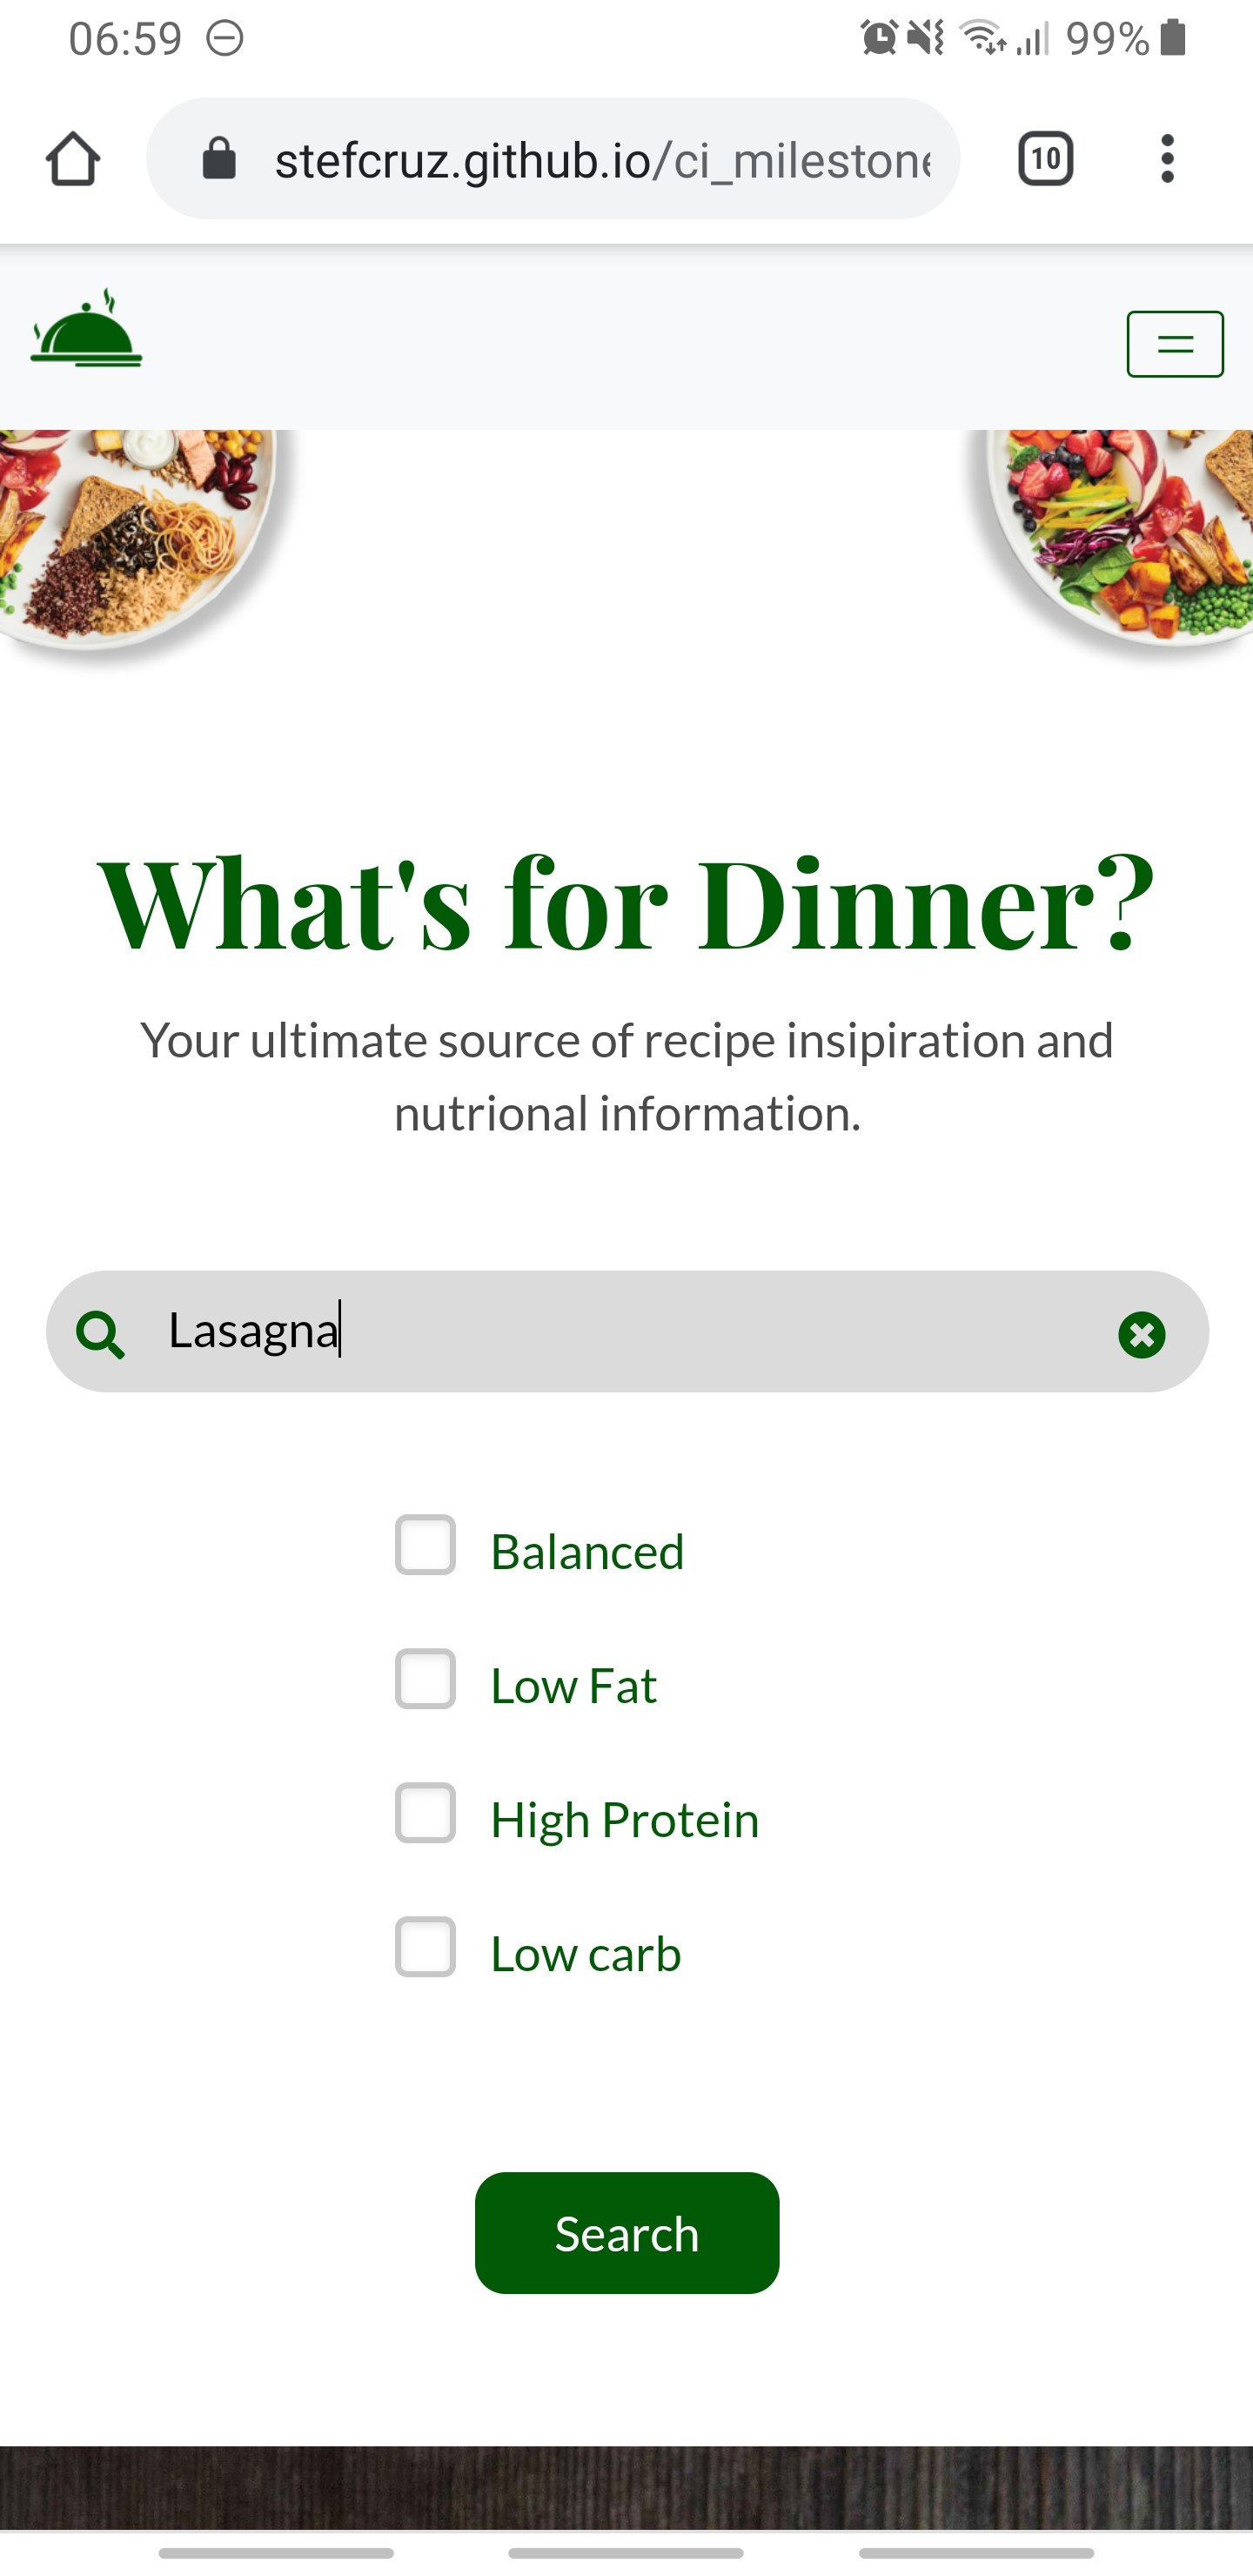 06:59 99%
stefcruz.github.io/ci_milestone 10
What's for Dinner?
Your ultimate source of recipe insipiration and
nutrional information.
Lasagna
Balanced
Low Fat
High Protein
Low carb
Search